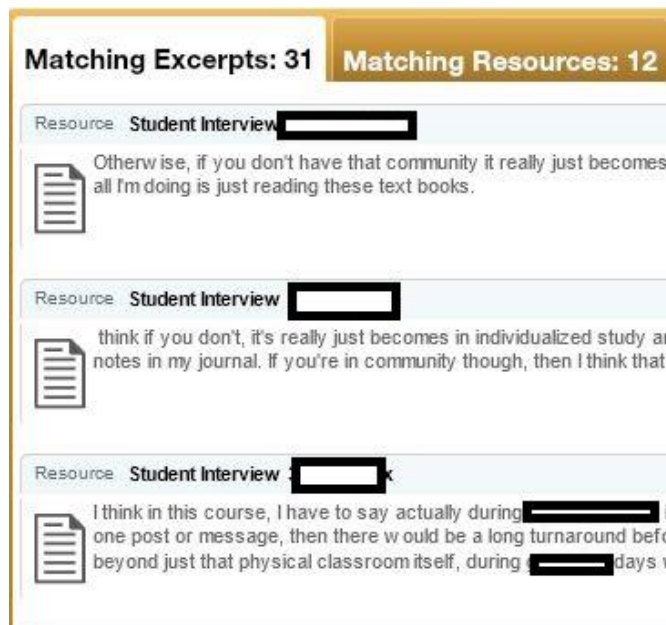 Matching Excerpts: 31
Matching Resources: 12
Resource Student Interview
Otherwise, if you don't have that community it really just becomes
all I'm doing is just reading these text books.
Resource Student Interview
think if you don't, it's really just becomes in individualized study
notes in my journal. If you're in community though, then I think that
Resource Student Interview
I think in this course, I have to say actually during
one post or message, then there would be a long turnaround
beyond just that physical classroom itself, during days